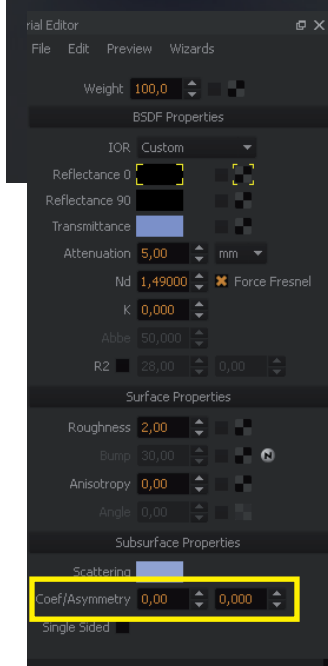 rial Editor
File Edit Preview Wizards
Weight 100,0
BSDF Properties
IOR Custom
Reflectance 0
Reflectance 90
Transmittance
Attenuation 5,00 mm
Nd 1,49000 Force Fresnel
K 0,000
Abbe 50,000
R2 28,00 0,00
Surface Properties
Roughness 2,00
Bump 30,00 N
Anisotropy 0,00
Angle 0,00
Subsurface Properties
Scattering
Coef/Asymmetry 0,00 0,000
Single Sided